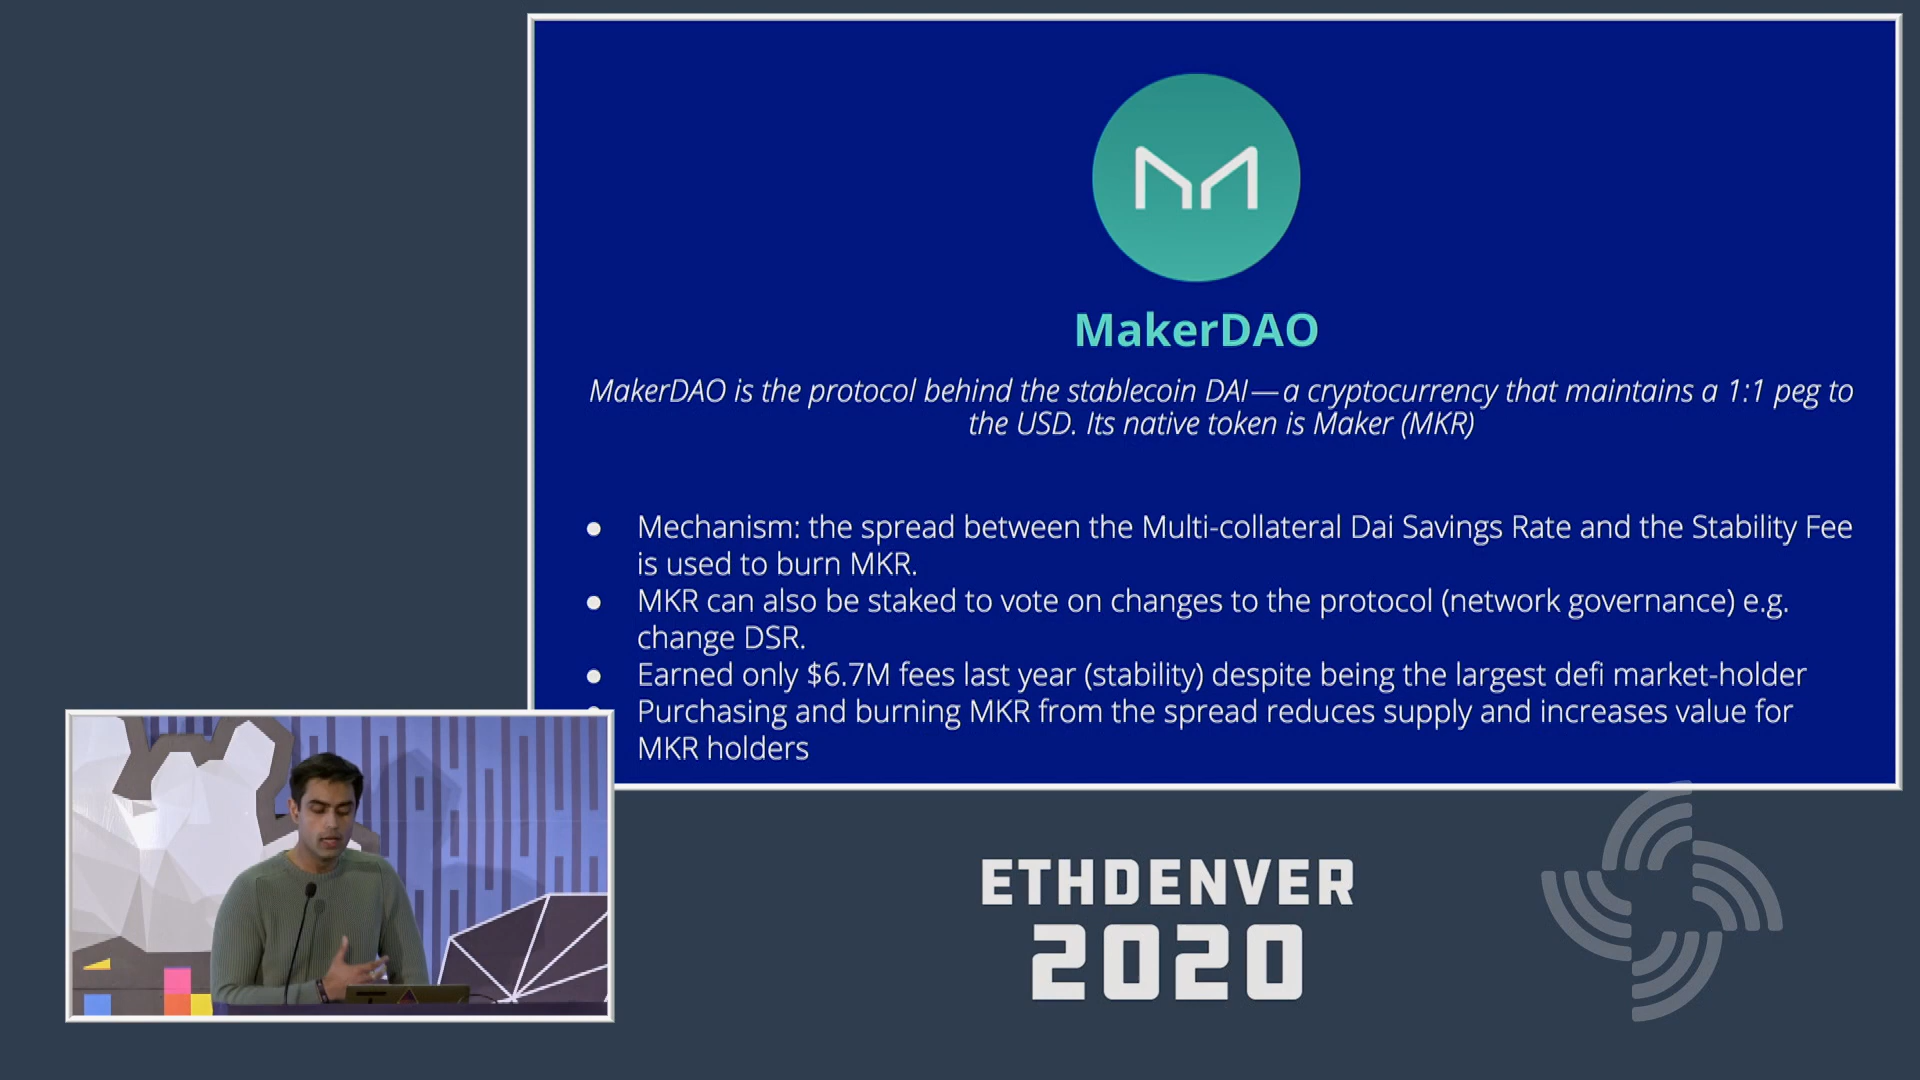 MakerDAO
MakerDAO is the protocol behind the stablecoin DAI—a cryptocurrency that maintains a 1:1 peg to
the USD. Its native token is Maker (MKR)
● Mechanism: the spread between the Multi-collateral Dai Savings Rate and the Stability Fee
is used to burn MKR.
● MKR can also be staked to vote on changes to the protocol (network governance) e.g.
change DSR.
● Earned only $6.7M fees last year (stability) despite being the largest defi market-holder
Purchasing and burning MKR from the spread reduces supply and increases value for
MKR holders
ETHDENVER
2020